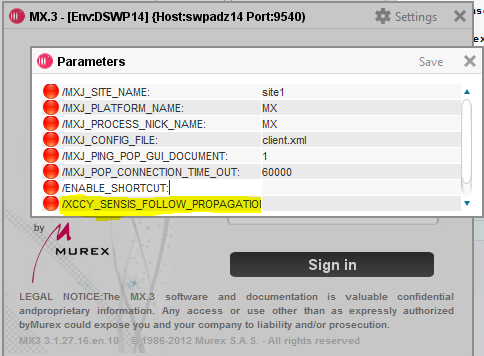 MX.3 - [Env:DSWP14] (Host:swpadz14 Port:9540) Settings
Parameters Save
/MXJ_SITE_NAME: site1
/MXJ_PLATFORM_NAME: MX
/MXJ_PROCESS_NICK_NAME: MX
/MXJ_CONFIG_FILE: client.xml
/MXJ_PING_POP_GUI_DOCUMENT: 1
/MXJ_POP_CONNECTION_TIME_OUT: 60000
/ENABLE_SHORTCUT:
/XCCY_SENSIS_FOLLOW_PROPAGATION
by MUREX
Sign in
LEGAL NOTICE:The MX.3 software and documentation is valuable confidential
andproprietary information. Any access or use other than as expressly authorized
byMurex could expose you and your company to liability and/or prosecution.
MX3 3.1.27.16.en.10 © 1986-2012 Murex S.A.S. - All rights reserved